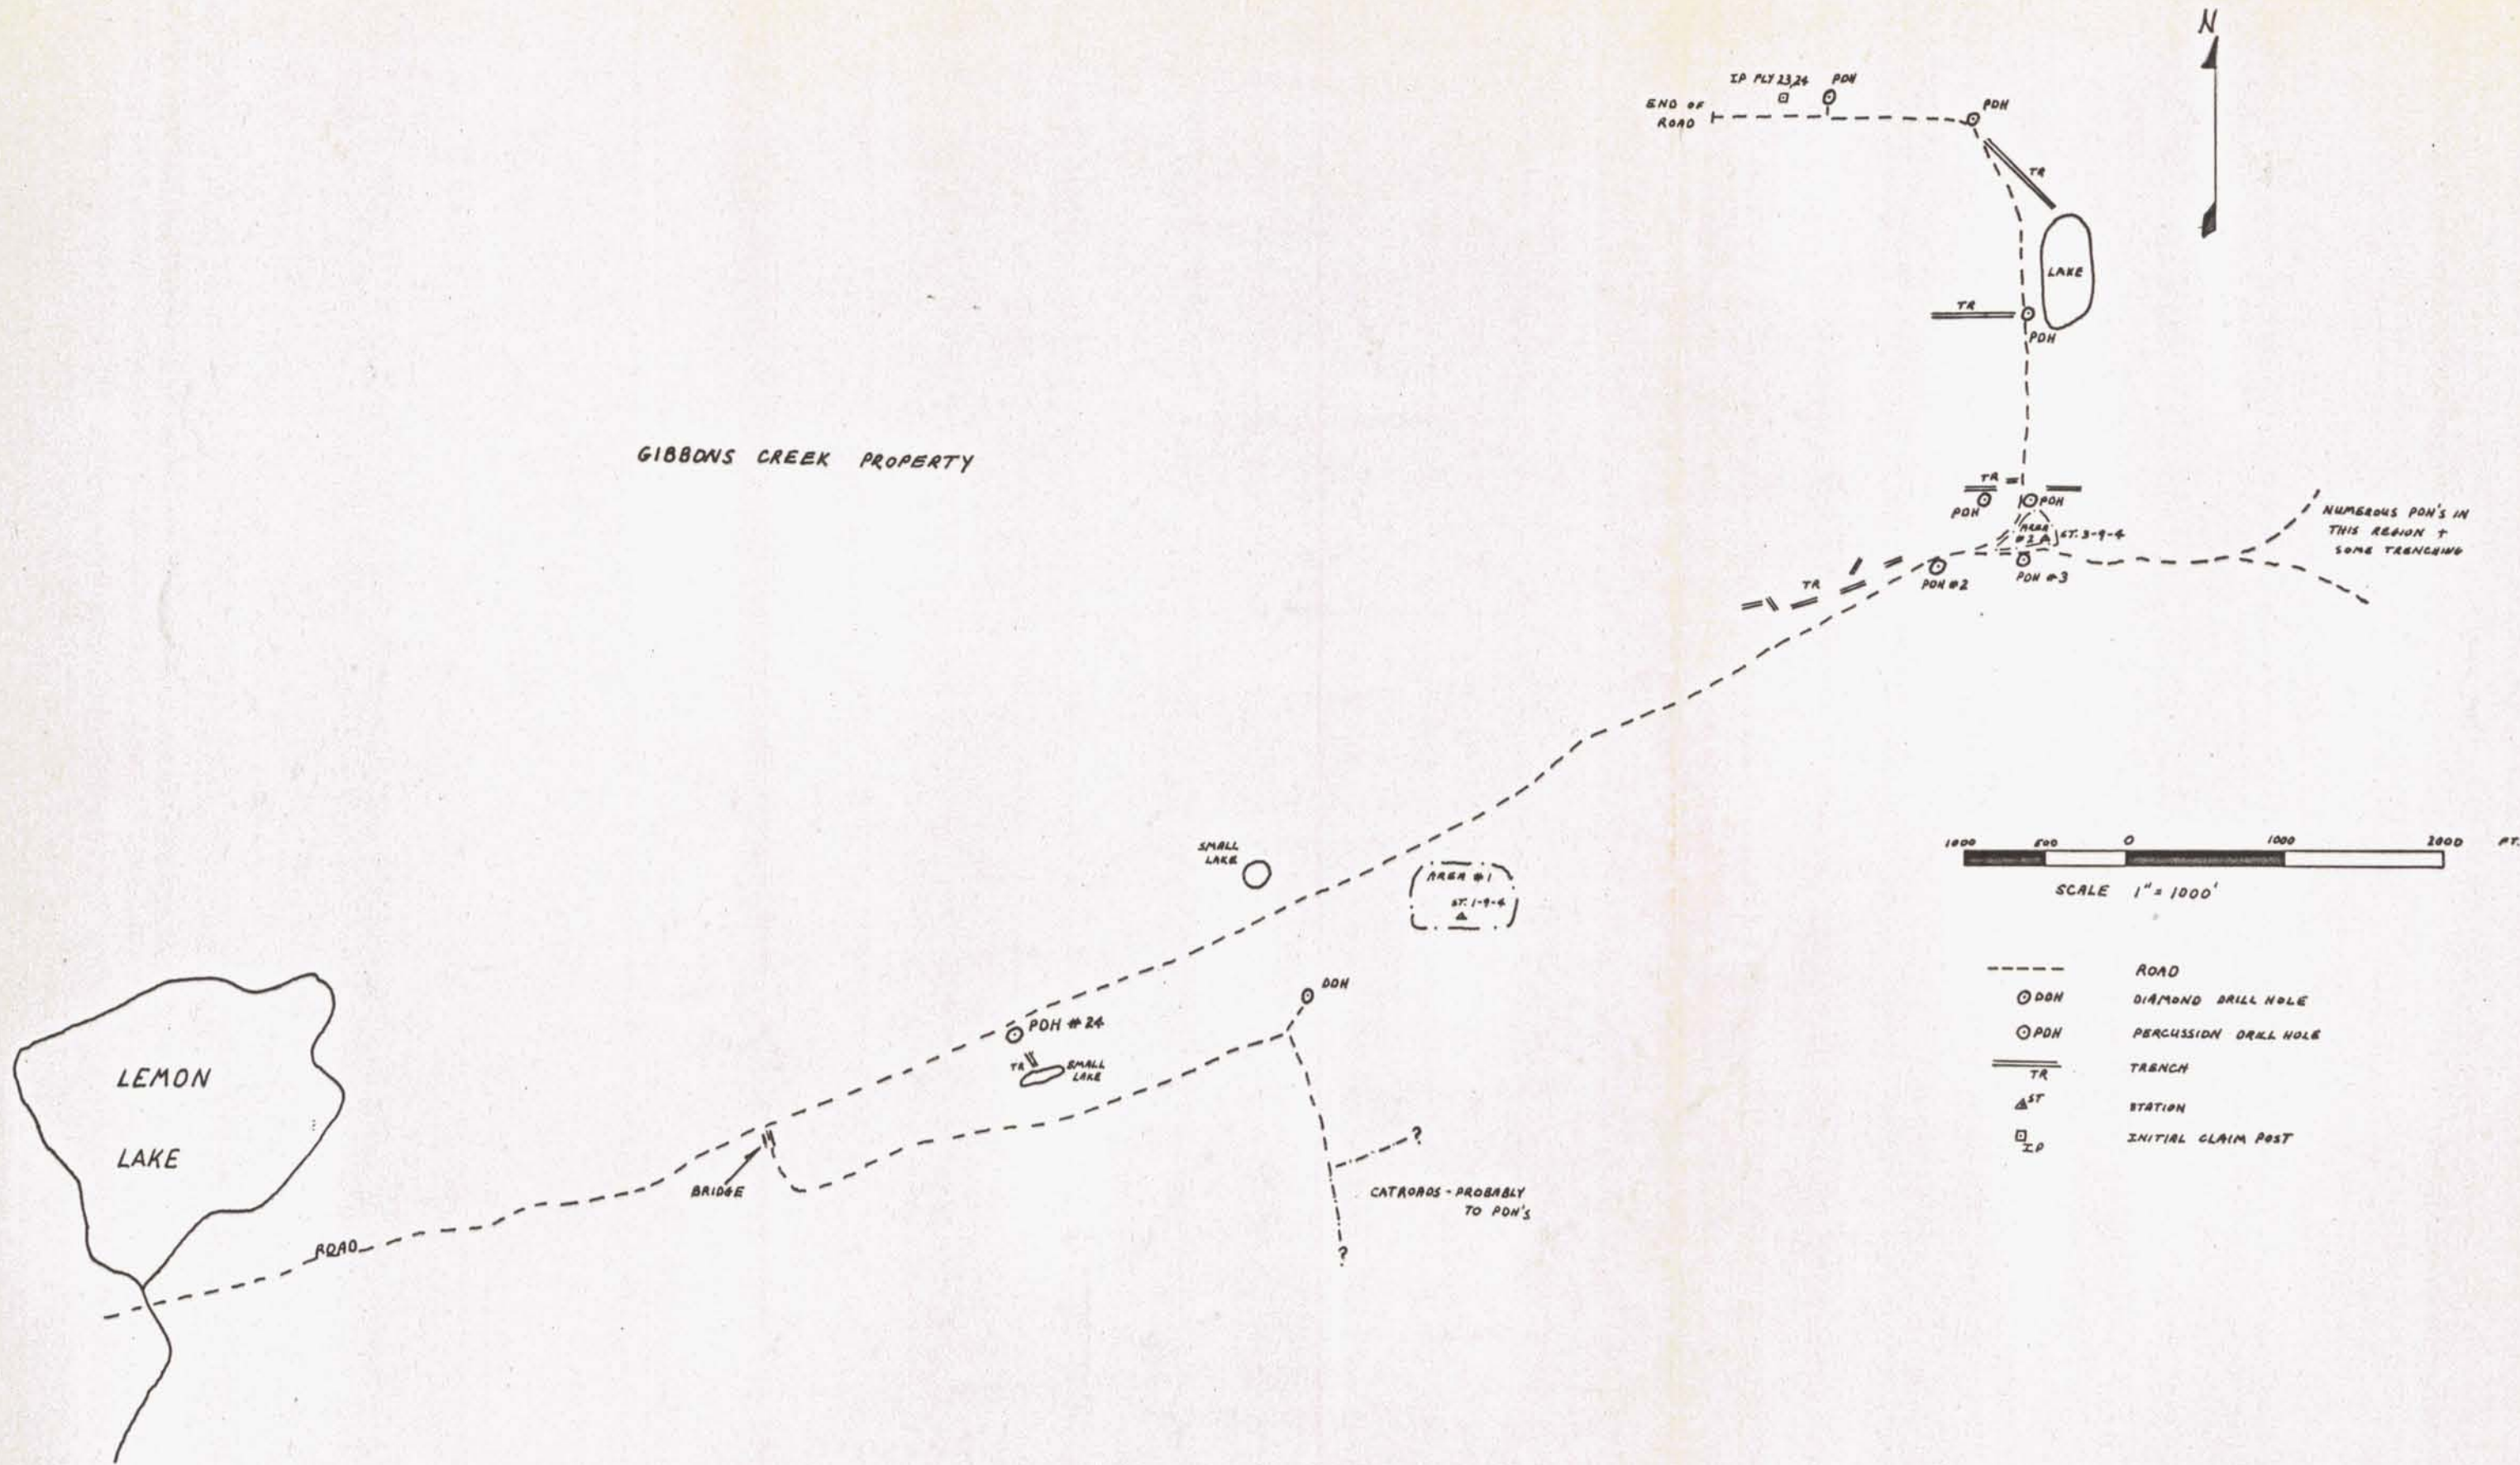 N
IP PLY 23,24
PDH
END OF
ROAD
PDH
TR
LAKE
TR
PDH
GIBBONS CREEK PROPERTY
TR
PDH
PDH
AREA
#2
ST. 3-9-4
NUMEROUS PDH'S IN
THIS REGION +
SOME TRENCHING
TR
PDH #2
PDH #3
SMALL
LAKE
1000 500 0 1000 2000 FT.
SCALE 1" = 1000'
AREA #1
ST. 1-9-4
DDH
PDH #24
TR
SMALL
LAKE
LEMON
LAKE
ROAD
BRIDGE
?
CATROADS - PROBABLY
TO PDH'S
?
ROAD
DDH DIAMOND DRILL HOLE
PDH PERCUSSION DRILL HOLE
TR TRENCH
ST STATION
IP INITIAL CLAIM POST